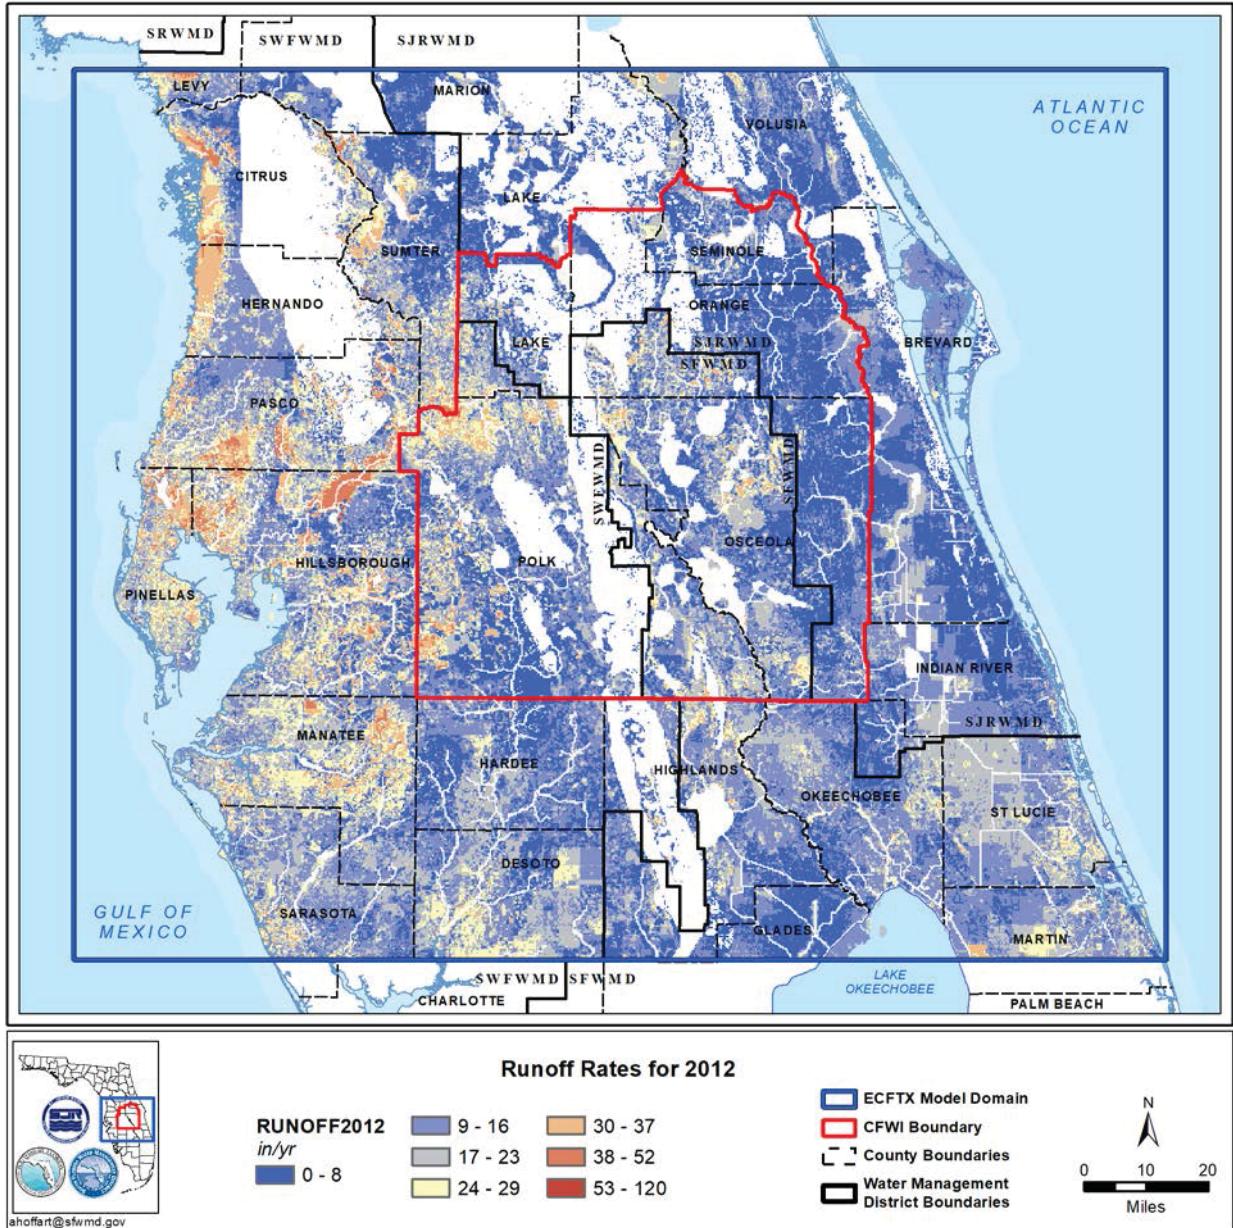 SRWMD
SWFWMD
SJRWMD
LEVY
MARION
VOLUSIA
ATLANTIC
OCEAN
CITRUS
LAKE
SUMTER
SEMINOLE
HERNANDO
ORANGE
LAKE
SJRWMD
SFWMD
BREVARD
PASCO
SWFWMD
SFWMD
OSCEOLA
HILLSBOROUGH
POLK
PINELLAS
INDIAN RIVER
SJRWMD
MANATEE
HARDEE
HIGHLANDS
OKEECHOBEE
ST LUCIE
DESOTO
SARASOTA
GULF OF
MEXICO
GLADES
MARTIN
SWFWMD
SFWMD
CHARLOTTE
LAKE
OKEECHOBEE
PALM BEACH
Runoff Rates for 2012
RUNOFF2012
in/yr
0 - 8
9 - 16
17 - 23
24 - 29
30 - 37
38 - 52
53 - 120
ECFTX Model Domain
CFWI Boundary
County Boundaries
Water Management
District Boundaries
N
0 10 20
Miles
SJR
ahoffart@sfwmd.gov